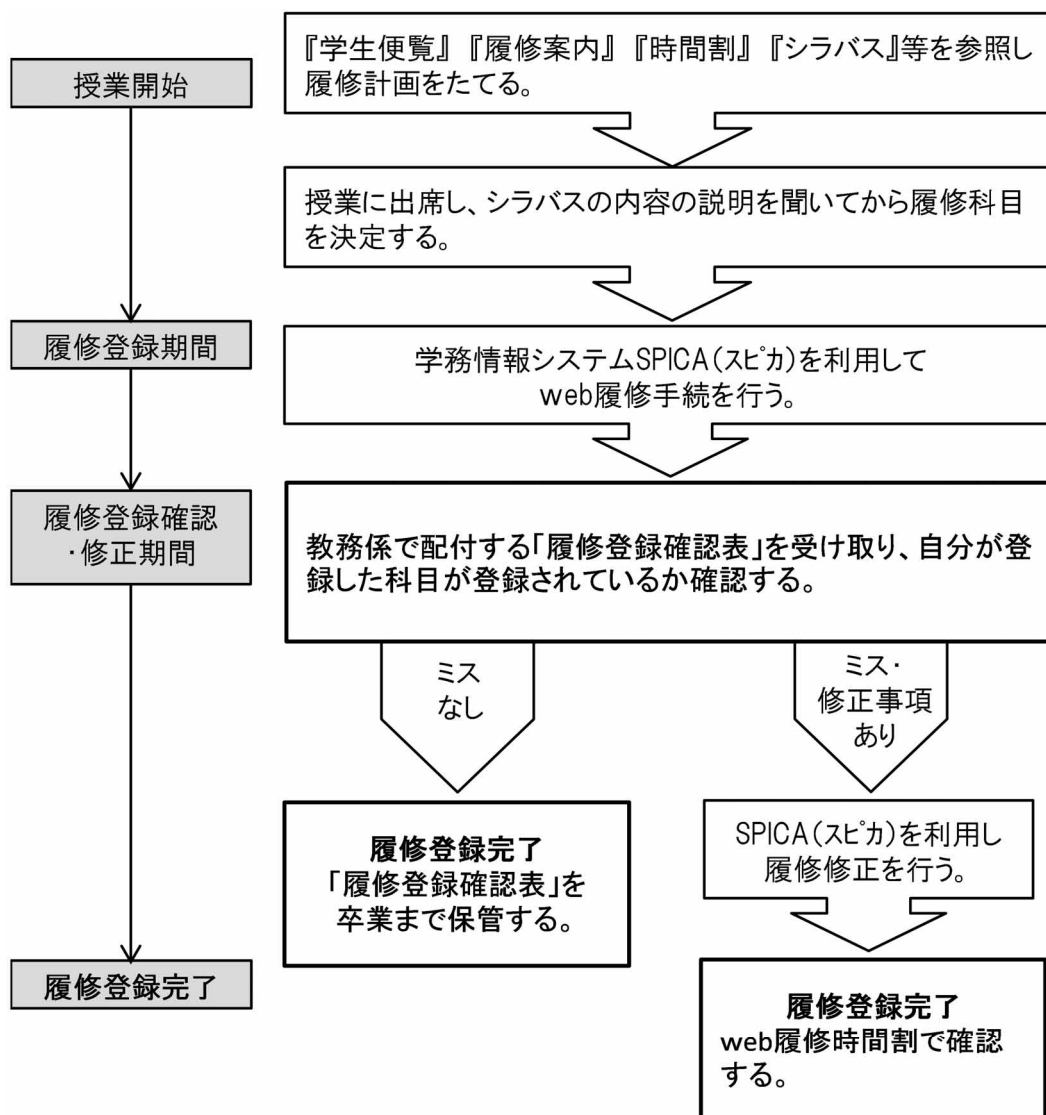 授業開始
『学生便覧』『履修案内』『時間割』『シラバス』等を参照し
履修計画をたてる。
授業に出席し、シラバスの内容の説明を聞いてから履修科目
を決定する。
履修登録期間
学務情報システムSPICA(スピカ)を利用して
web履修手続を行う。
履修登録確認
・修正期間
教務係で配付する「履修登録確認表」を受け取り、自分が登
録した科目が登録されているか確認する。
ミス
なし
ミス・
修正事項
あり
履修登録完了
「履修登録確認表」を
卒業まで保管する。
SPICA(スピカ)を利用し
履修修正を行う。
履修登録完了
履修登録完了
web履修時間割で確認
する。